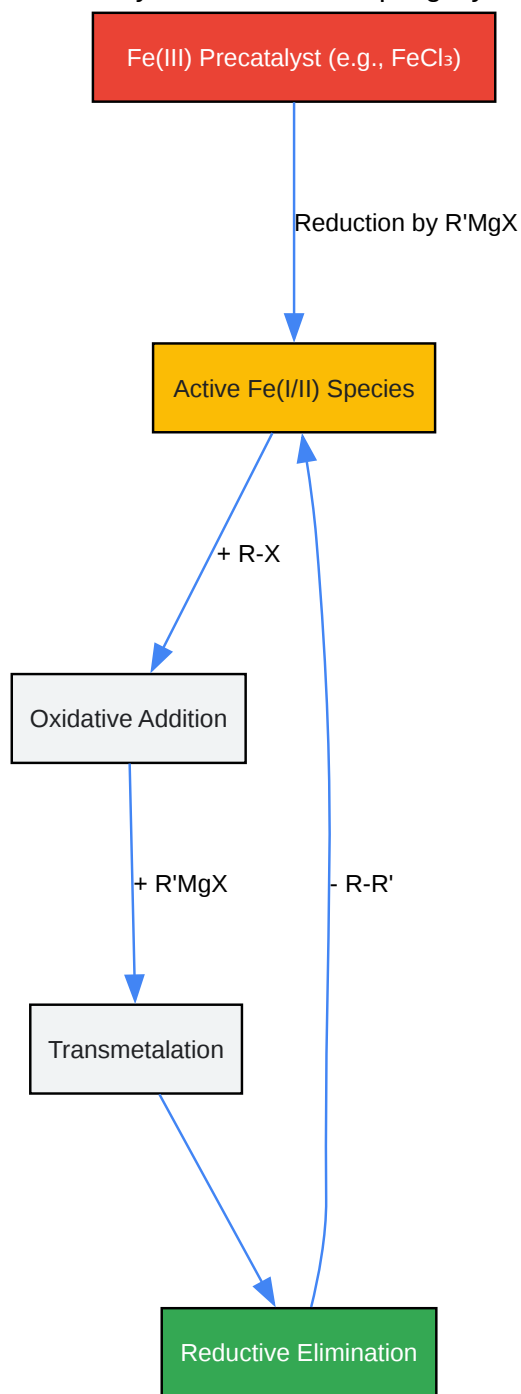 Fe(III) Precatalyst (e.g., FeCl₃)
Reduction by R'MgX
Active Fe(I/II) Species
+ R-X
Oxidative Addition
+ R'MgX
- R-R'
Transmetalation
Reductive Elimination